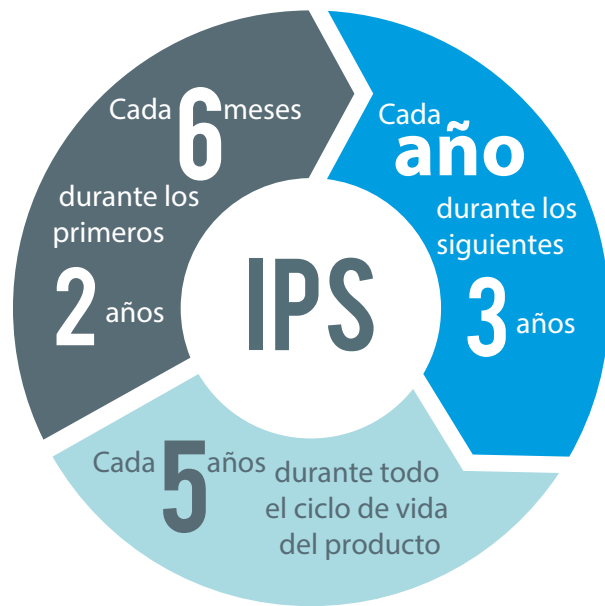 Cada 6 meses
durante los
primeros
2 años
Cada
año
durante los
siguientes
3 años
IPS
Cada 5 años durante todo
el ciclo de vida
del producto